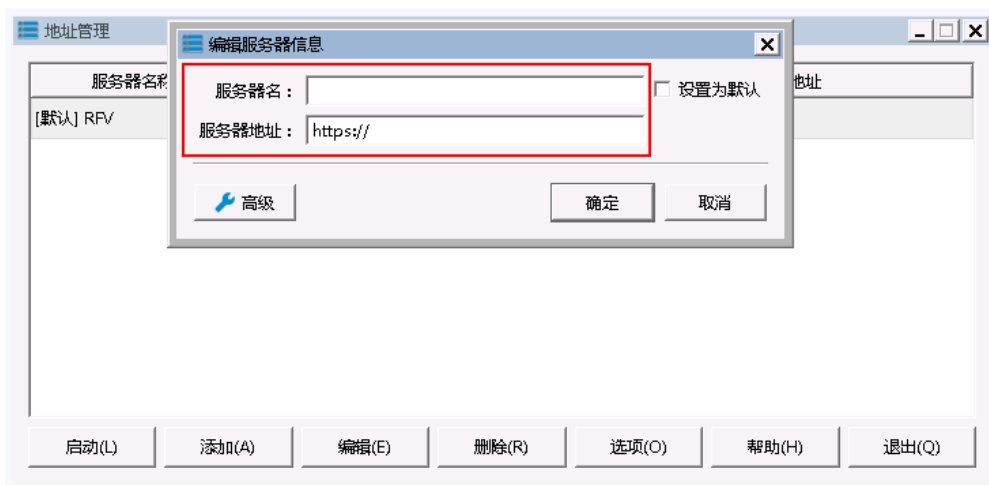 地址管理
编辑服务器信息
服务器名称
地址
服务器名：
设置为默认
[默认] RFV
服务器地址： https://
高级
确定
取消
启动(L)
添加(A)
编辑(E)
删除(R)
选项(O)
帮助(H)
退出(Q)